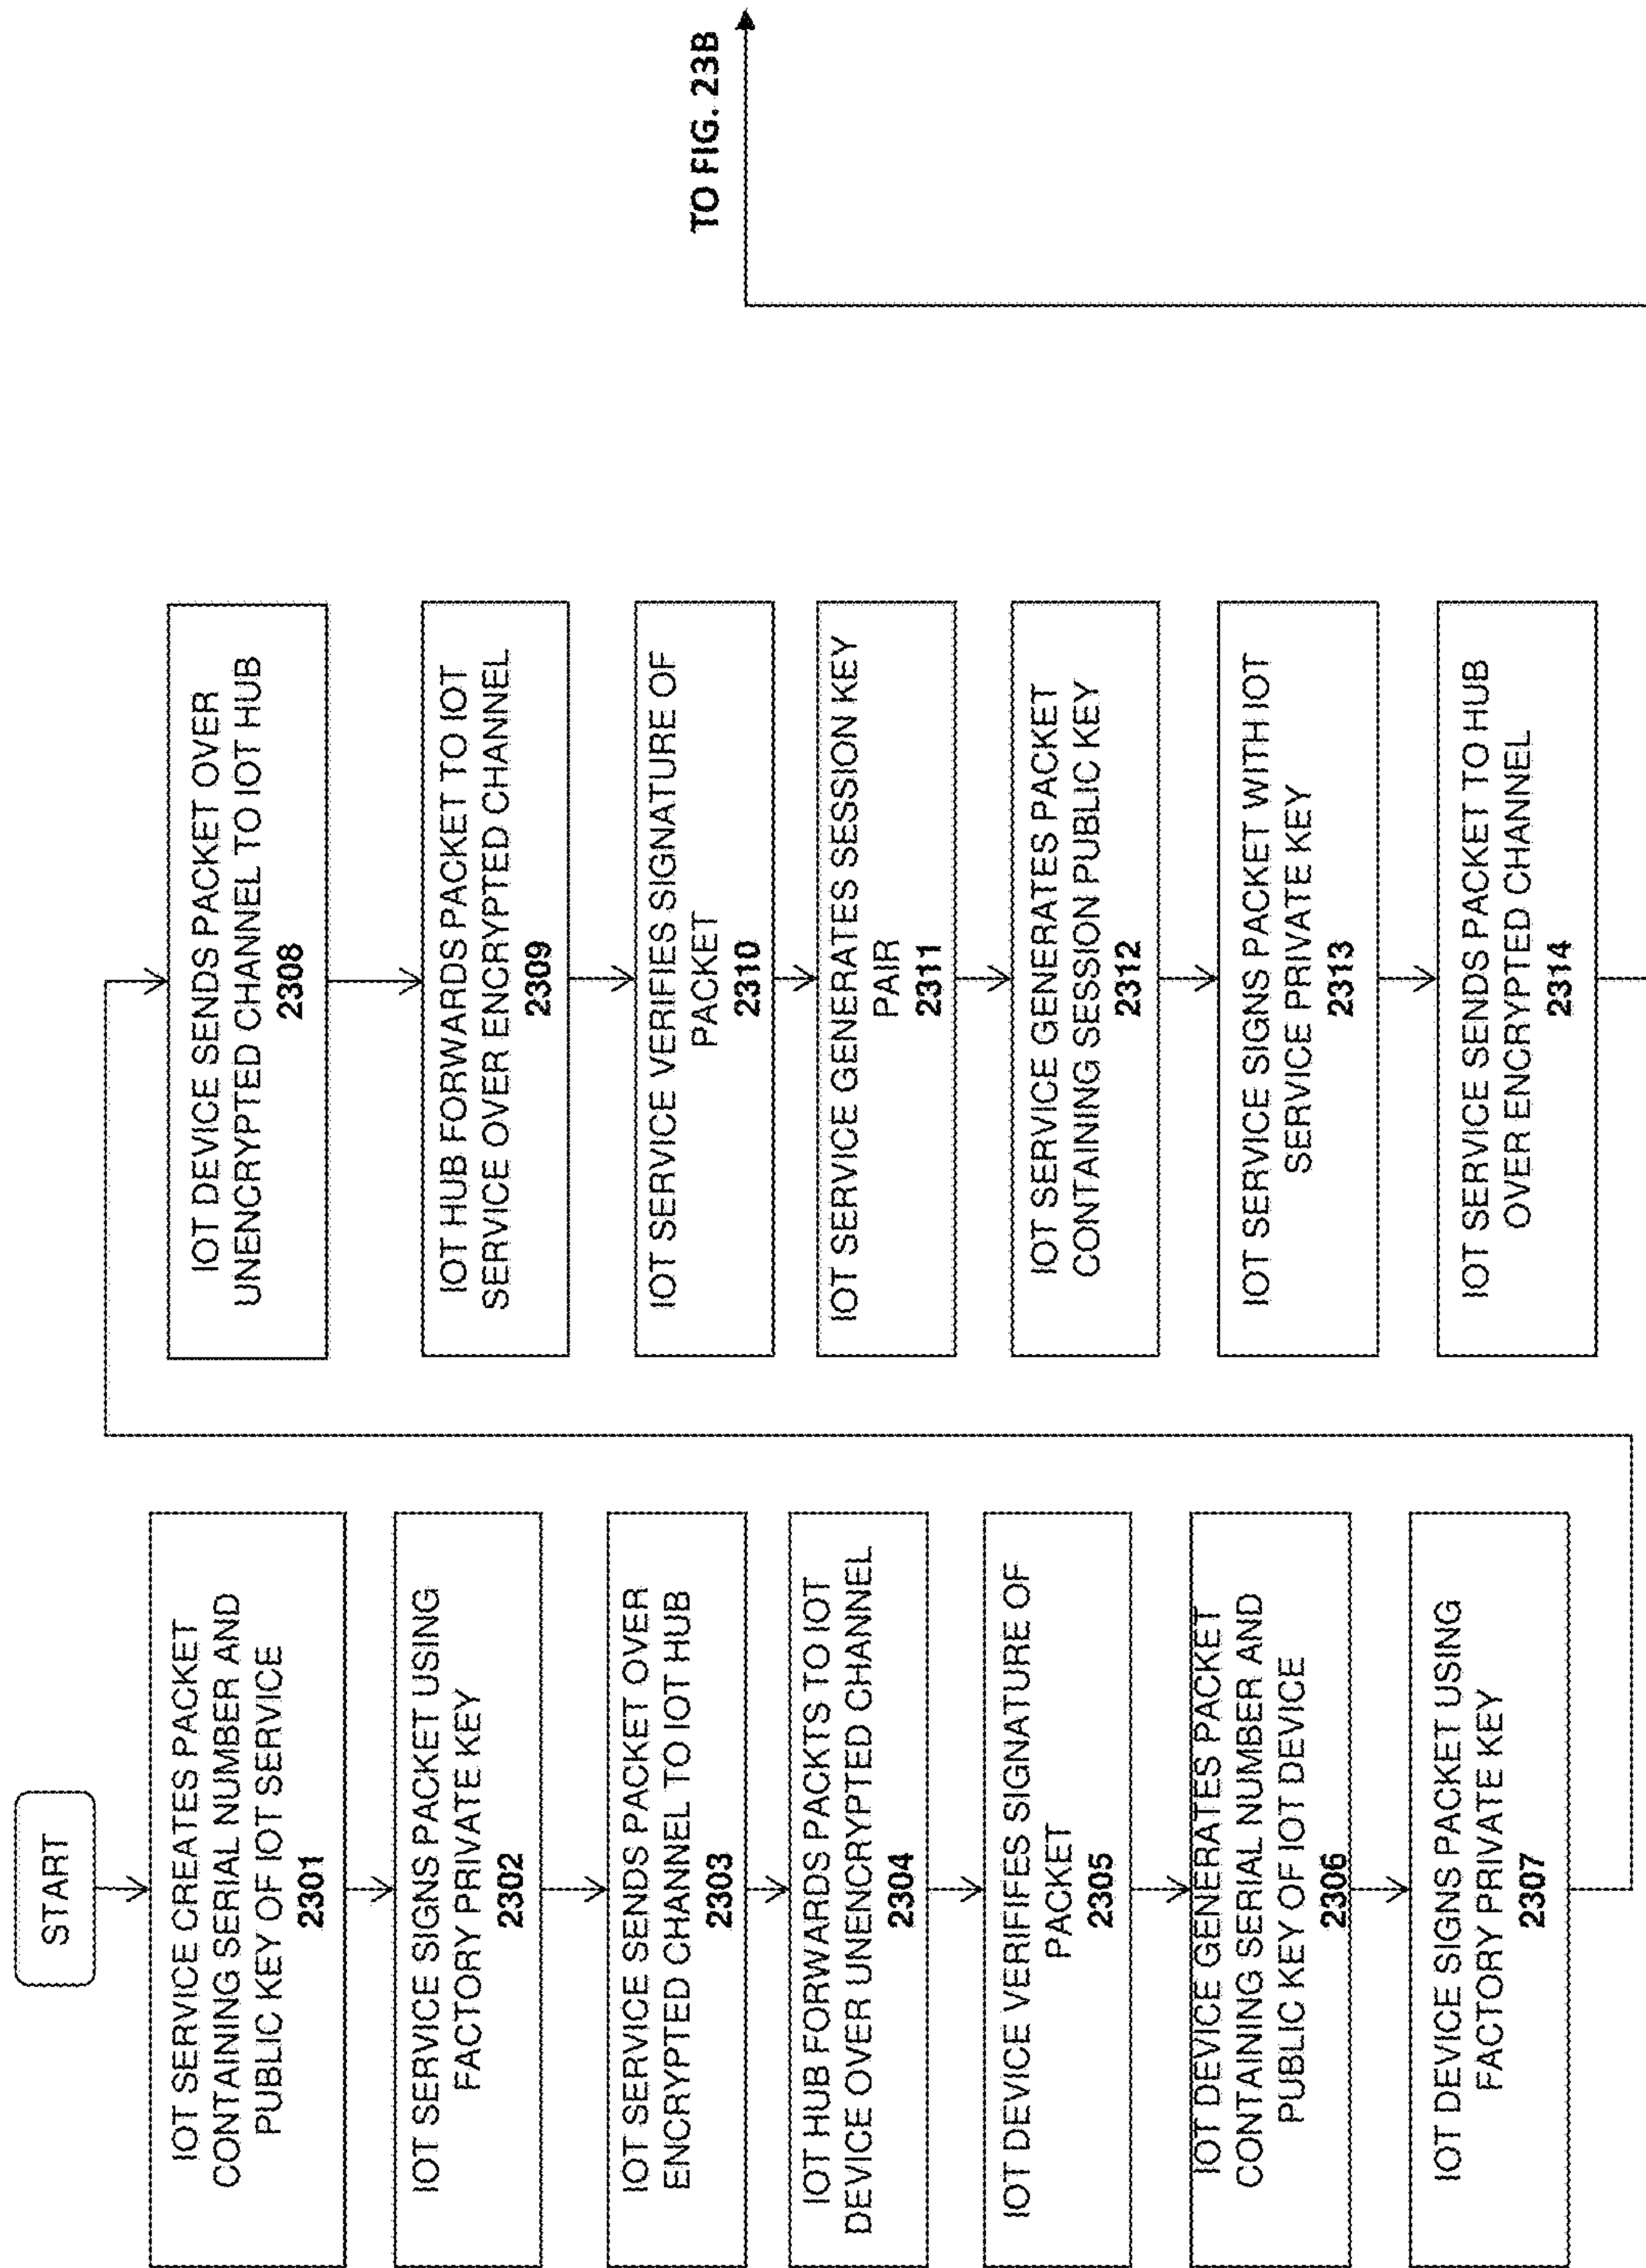 START
IOT SERVICE CREATES PACKET
CONTAINING SERIAL NUMBER AND
PUBLIC KEY OF IOT SERVICE
2301
IOT SERVICE SIGNS PACKET USING
FACTORY PRIVATE KEY
2302
IOT SERVICE SENDS PACKET OVER
ENCRYPTED CHANNEL TO IOT HUB
2303
IOT HUB FORWARDS PACKTS TO IOT
DEVICE OVER UNENCRYPTED CHANNEL
2304
IOT DEVICE VERIFIFES SIGNATURE OF
PACKET
2305
IOT DEVICE GENERATES PACKET
CONTAINING SERIAL NUMBER AND
PUBLIC KEY OF IOT DEVICE
2306
IOT DEVICE SIGNS PACKET USING
FACTORY PRIVATE KEY
2307
IOT DEVICE SENDS PACKET OVER
UNENCRYPTED CHANNEL TO IOT HUB
2308
IOT HUB FORWARDS PACKET TO IOT
SERVICE OVER ENCRYPTED CHANNEL
2309
IOT SERVICE VERIFIES SIGNATURE OF
PACKET
2310
IOT SERVICE GENERATES SESSION KEY
PAIR
2311
IOT SERVICE GENERATES PACKET
CONTAINING SESSION PUBLIC KEY
2312
IOT SERVICE SIGNS PACKET WITH IOT
SERVICE PRIVATE KEY
2313
IOT SERVICE SENDS PACKET TO HUB
OVER ENCRYPTED CHANNEL
2314
TO FIG. 23B